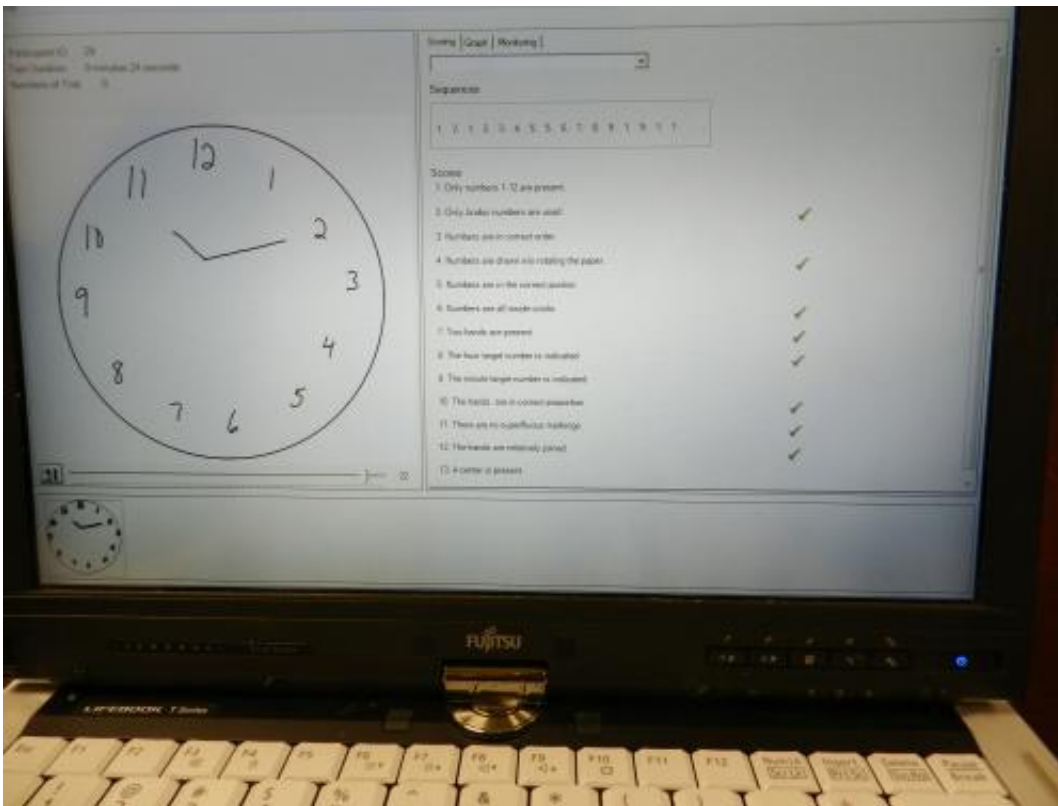 Scoring Graph Monitoring
Sequences
Scores
1. Only numbers 1-12 are present
2. Only Arabic numbers are used
3. Numbers are in correct order
4. Numbers are drawn w/o rotating the paper
5. Numbers are in the correct position
6. Numbers are all inside circle
7. Two hands are present
8. The hour target number is indicated
9. The minute target number is indicated
10. The hands are in correct proportion
11. There are no superfluous markings
12. The hands are relatively joined
13. A center is present
12
11
1
10
2
9
3
8
4
7
6
5
FUJITSU
LIFEBOOK T Series
F1 F2 F3 F4 F5 F6 F7 F8 F9 F10 F11 F12 Insert Delete Pause
Break
! @ # $ % ^ & * ( )